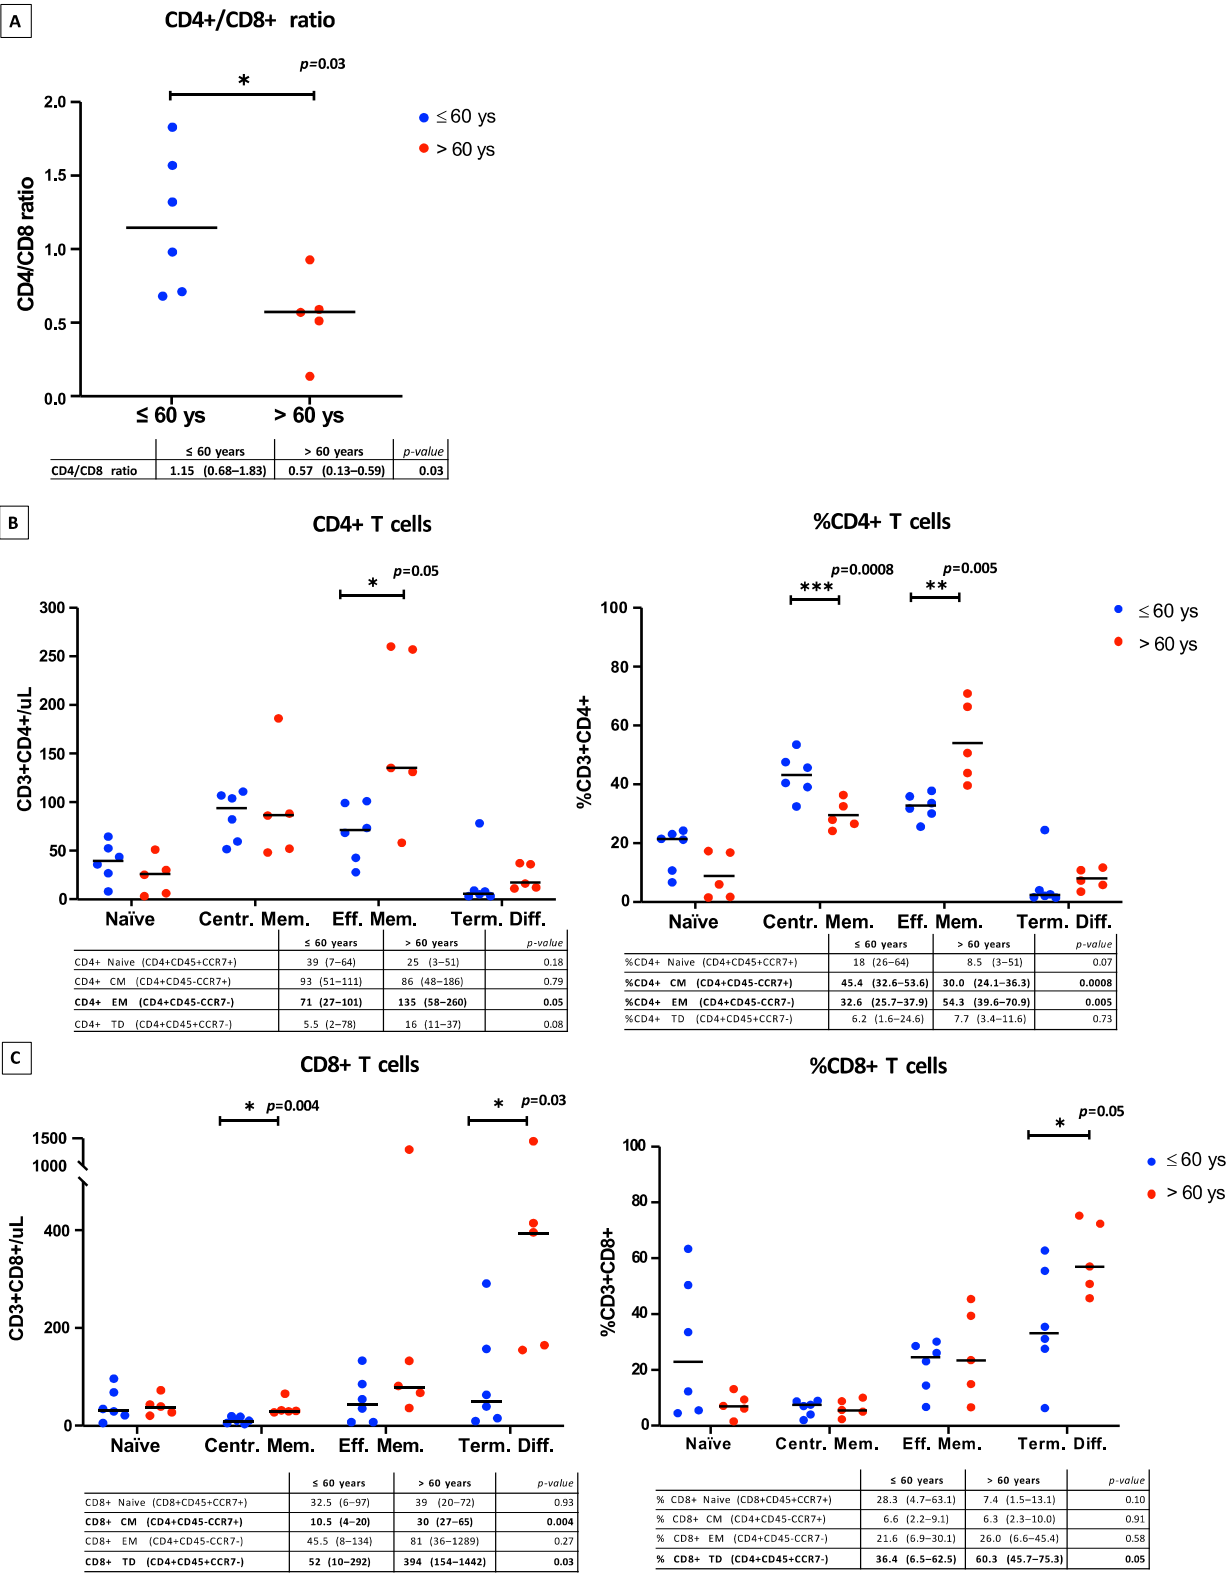 A
CD4+/CD8+ ratio
p=0.03
*
2.0
1.5
1.0
0.5
0.0
CD4/CD8 ratio
≤ 60 ys
> 60 ys
≤ 60 ys
> 60 ys
≤ 60 years > 60 years p-value
CD4/CD8 ratio 1.15 (0.68–1.83) 0.57 (0.13–0.59) 0.03
B
CD4+ T cells
p=0.05
*
300
250
200
150
100
50
0
CD3+CD4+/uL
Naïve Centr. Mem. Eff. Mem. Term. Diff.
≤ 60 years > 60 years p-value
CD4+ Naive (CD4+CD45+CCR7+) 39 (7–64) 25 (3–51) 0.18
CD4+ CM (CD4+CD45-CCR7+) 93 (51–111) 86 (48–186) 0.79
CD4+ EM (CD4+CD45-CCR7-) 71 (27–101) 135 (58–260) 0.05
CD4+ TD (CD4+CD45+CCR7-) 5.5 (2–78) 16 (11–37) 0.08
%CD4+ T cells
p=0.0008 p=0.005
*** **
100
80
60
40
20
0
%CD3+CD4+
≤ 60 ys
> 60 ys
Naïve Centr. Mem. Eff. Mem. Term. Diff.
≤ 60 years > 60 years p-value
%CD4+ Naive (CD4+CD45+CCR7+) 18 (26–64) 8.5 (3–51) 0.07
%CD4+ CM (CD4+CD45-CCR7+) 45.4 (32.6–53.6) 30.0 (24.1–36.3) 0.0008
%CD4+ EM (CD4+CD45-CCR7-) 32.6 (25.7–37.9) 54.3 (39.6–70.9) 0.005
%CD4+ TD (CD4+CD45+CCR7-) 6.2 (1.6–24.6) 7.7 (3.4–11.6) 0.73
C
CD8+ T cells
* p=0.004 * p=0.03
1500
1000
400
200
0
CD3+CD8+/uL
Naïve Centr. Mem. Eff. Mem. Term. Diff.
≤ 60 years > 60 years p-value
CD8+ Naive (CD8+CD45+CCR7+) 32.5 (6–97) 39 (20–72) 0.93
CD8+ CM (CD4+CD45-CCR7+) 10.5 (4–20) 30 (27–65) 0.004
CD8+ EM (CD4+CD45-CCR7-) 45.5 (8–134) 81 (36–1289) 0.27
CD8+ TD (CD4+CD45+CCR7-) 52 (10–292) 394 (154–1442) 0.03
%CD8+ T cells
p=0.05
*
100
80
60
40
20
0
%CD3+CD8+
≤ 60 ys
> 60 ys
Naïve Centr. Mem. Eff. Mem. Term. Diff.
≤ 60 years > 60 years p-value
% CD8+ Naive (CD8+CD45+CCR7+) 28.3 (4.7–63.1) 7.4 (1.5–13.1) 0.10
% CD8+ CM (CD4+CD45-CCR7+) 6.6 (2.2–9.1) 6.3 (2.3–10.0) 0.91
% CD8+ EM (CD4+CD45-CCR7-) 21.6 (6.9–30.1) 26.0 (6.6–45.4) 0.58
% CD8+ TD (CD4+CD45+CCR7-) 36.4 (6.5–62.5) 60.3 (45.7–75.3) 0.05